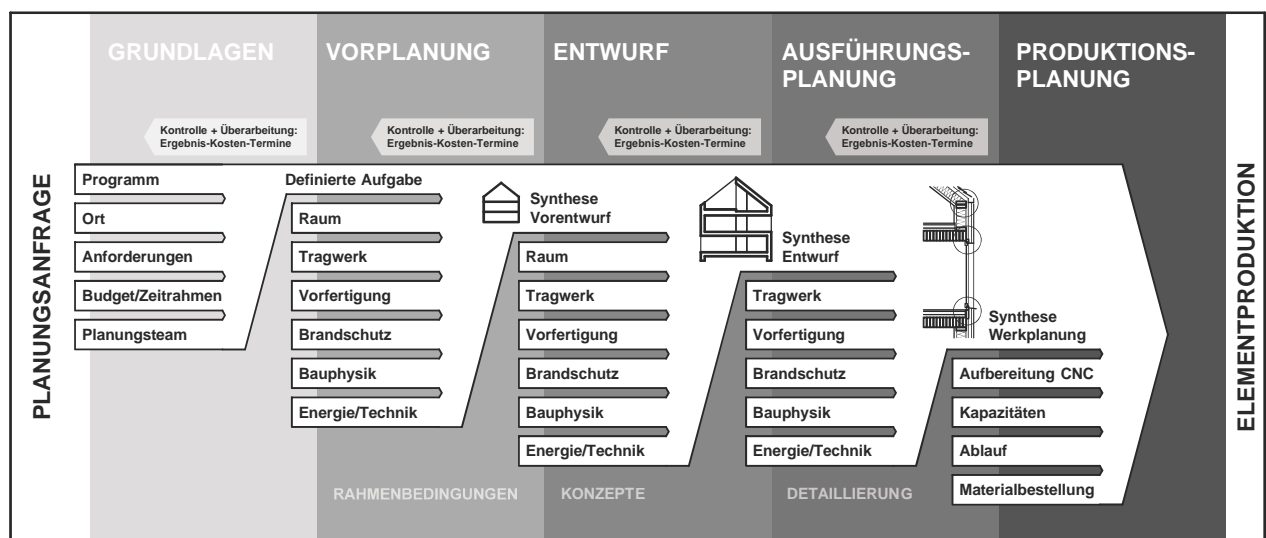 PLANUNGSANFRAGE
GRUNDLAGEN
VORPLANUNG
ENTWURF
AUSFÜHRUNGS-
PLANUNG
PRODUKTIONS-
PLANUNG
Kontrolle + Überarbeitung:
Ergebnis-Kosten-Termine
Kontrolle + Überarbeitung:
Ergebnis-Kosten-Termine
Kontrolle + Überarbeitung:
Ergebnis-Kosten-Termine
Kontrolle + Überarbeitung:
Ergebnis-Kosten-Termine
Programm
Ort
Anforderungen
Budget/Zeitrahmen
Planungsteam
Definierte Aufgabe
Raum
Tragwerk
Vorfertigung
Brandschutz
Bauphysik
Energie/Technik
RAHMENBEDINGUNGEN
Synthese
Vorentwurf
Raum
Tragwerk
Vorfertigung
Brandschutz
Bauphysik
Energie/Technik
KONZEPTE
Synthese
Entwurf
Tragwerk
Vorfertigung
Brandschutz
Bauphysik
Energie/Technik
DETAILLIERUNG
Synthese
Werkplanung
Aufbereitung CNC
Kapazitäten
Ablauf
Materialbestellung
ELEMENTPRODUKTION